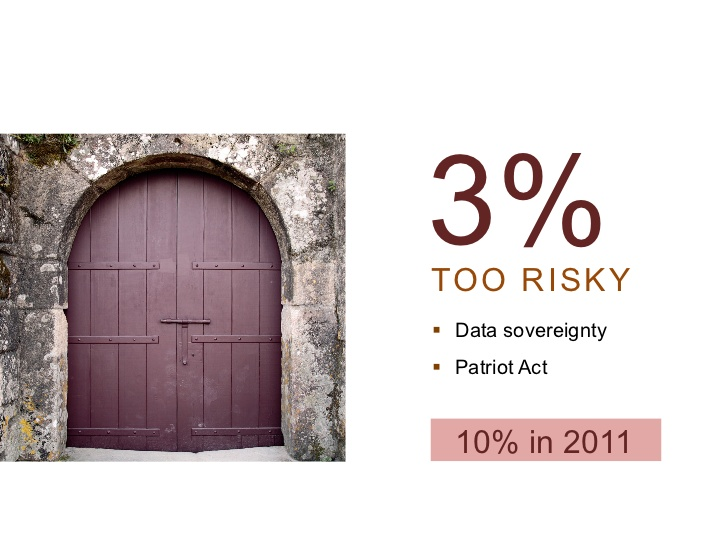 3%
TOO RISKY
▪ Data sovereignty
▪ Patriot Act
10% in 2011